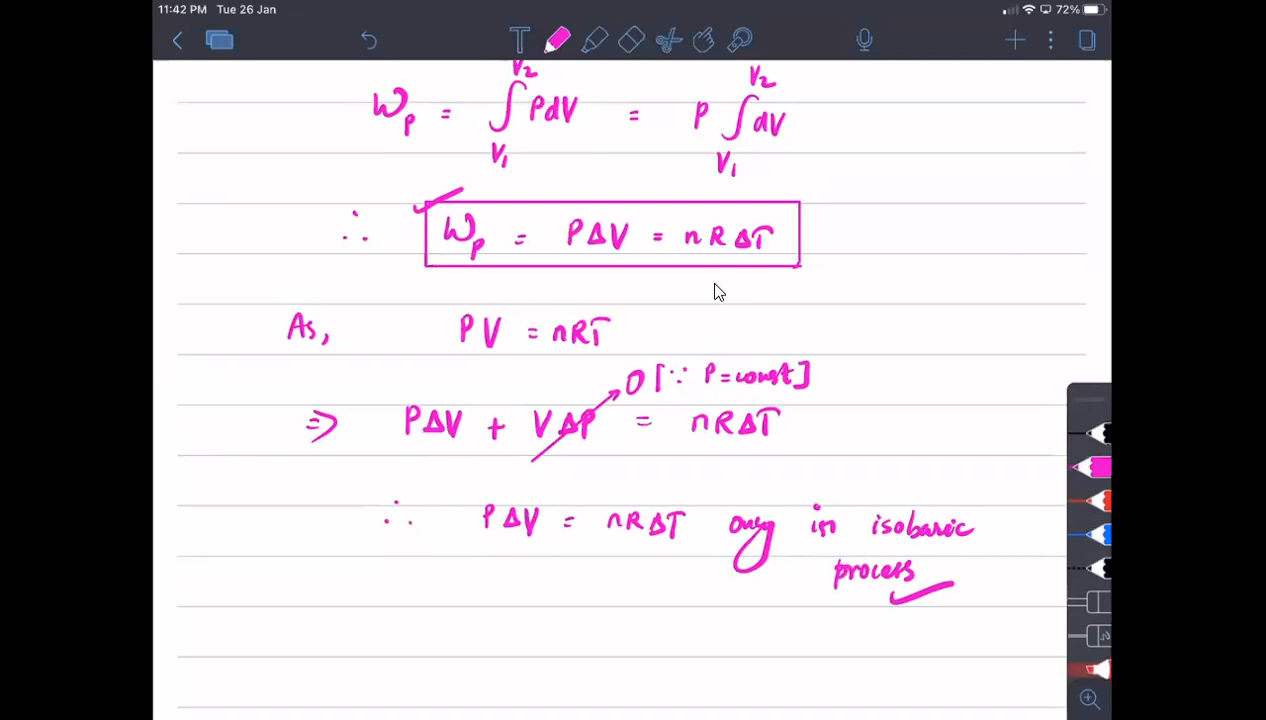 11:42 PM Tue 26 Jan 72%
W_p = ∫_{V₁}^{V₂} PdV = P ∫_{V₁}^{V₂} dV
∴ W_p = PΔV = nRΔT
As, PV = nRT
0 [∵ P = const]
⇒ PΔV + VΔP = nRΔT
∴ PΔV = nRΔT only in isobaric
process